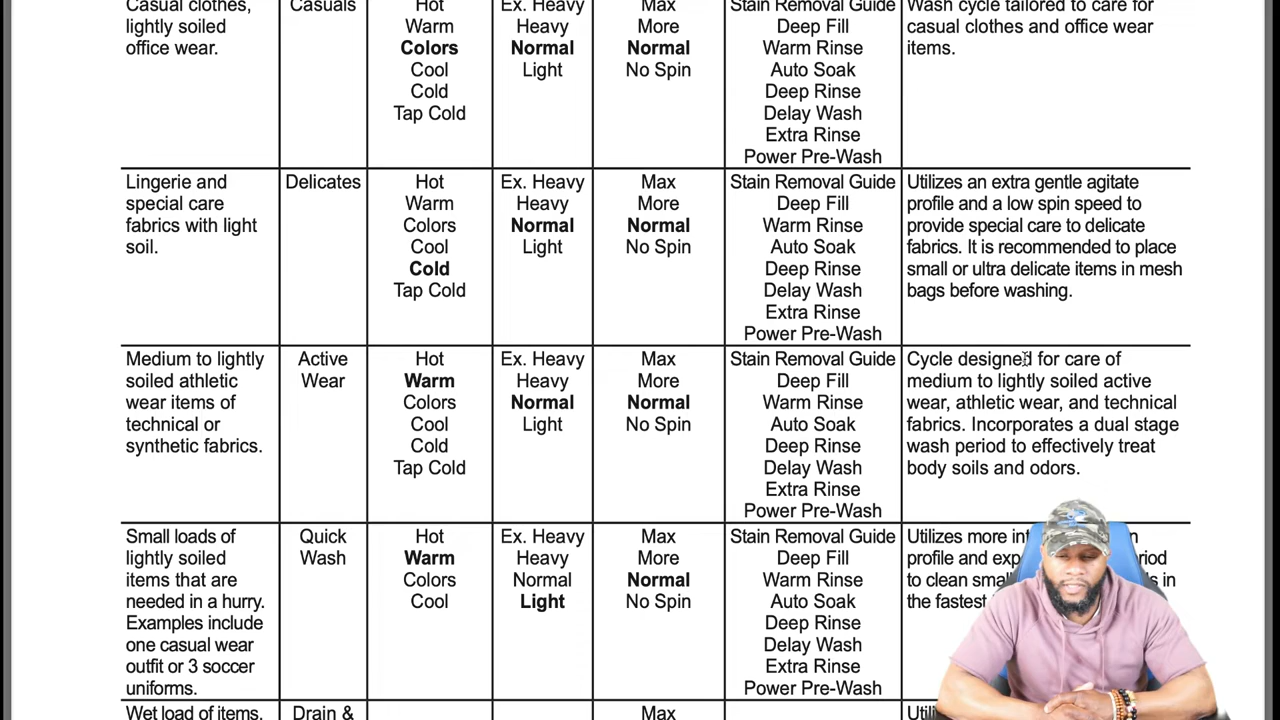 Casual clothes,
lightly soiled
office wear.
Casuals
Hot
Warm
Colors
Cool
Cold
Tap Cold
Ex. Heavy
Heavy
Normal
Light
Max
More
Normal
No Spin
Stain Removal Guide
Deep Fill
Warm Rinse
Auto Soak
Deep Rinse
Delay Wash
Extra Rinse
Power Pre-Wash
Wash cycle tailored to care for
casual clothes and office wear
items.
Lingerie and
special care
fabrics with light
soil.
Delicates
Hot
Warm
Colors
Cool
Cold
Tap Cold
Ex. Heavy
Heavy
Normal
Light
Max
More
Normal
No Spin
Stain Removal Guide
Deep Fill
Warm Rinse
Auto Soak
Deep Rinse
Delay Wash
Extra Rinse
Power Pre-Wash
Utilizes an extra gentle agitate
profile and a low spin speed to
provide special care to delicate
fabrics. It is recommended to place
small or ultra delicate items in mesh
bags before washing.
Medium to lightly
soiled athletic
wear items of
technical or
synthetic fabrics.
Active
Wear
Hot
Warm
Colors
Cool
Cold
Tap Cold
Ex. Heavy
Heavy
Normal
Light
Max
More
Normal
No Spin
Stain Removal Guide
Deep Fill
Warm Rinse
Auto Soak
Deep Rinse
Delay Wash
Extra Rinse
Power Pre-Wash
Cycle designed for care of
medium to lightly soiled active
wear, athletic wear, and technical
fabrics. Incorporates a dual stage
wash period to effectively treat
body soils and odors.
Small loads of
lightly soiled
items that are
needed in a hurry.
Examples include
one casual wear
outfit or 3 soccer
uniforms.
Quick
Wash
Hot
Warm
Colors
Cool
Ex. Heavy
Heavy
Normal
Light
Max
More
Normal
No Spin
Stain Removal Guide
Deep Fill
Warm Rinse
Auto Soak
Deep Rinse
Delay Wash
Extra Rinse
Power Pre-Wash
Utilizes more
profile and
to clean in
the fastest
Wet load of items.
Drain &
Max